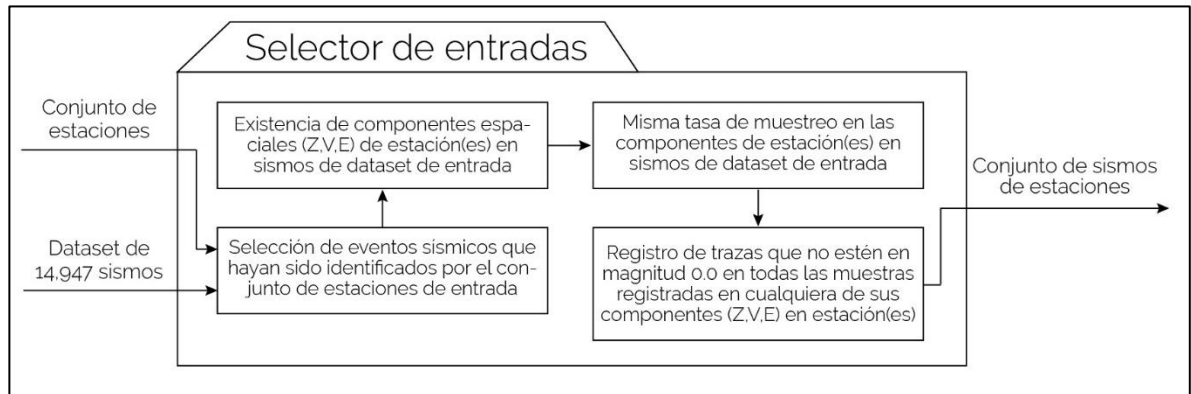 Selector de entradas
Conjunto de
estaciones
Dataset de
14,947 sismos
Selección de eventos sísmicos que
hayan sido identificados por el con-
junto de estaciones de entrada
Existencia de componentes espa-
ciales (Z,V,E) de estación(es) en
sismos de dataset de entrada
Misma tasa de muestreo en las
componentes de estación(es) en
sismos de dataset de entrada
Registro de trazas que no estén en
magnitud 0.0 en todas las muestras
registradas en cualquiera de sus
componentes (Z,V,E) en estación(es)
Conjunto de sismos
de estaciones